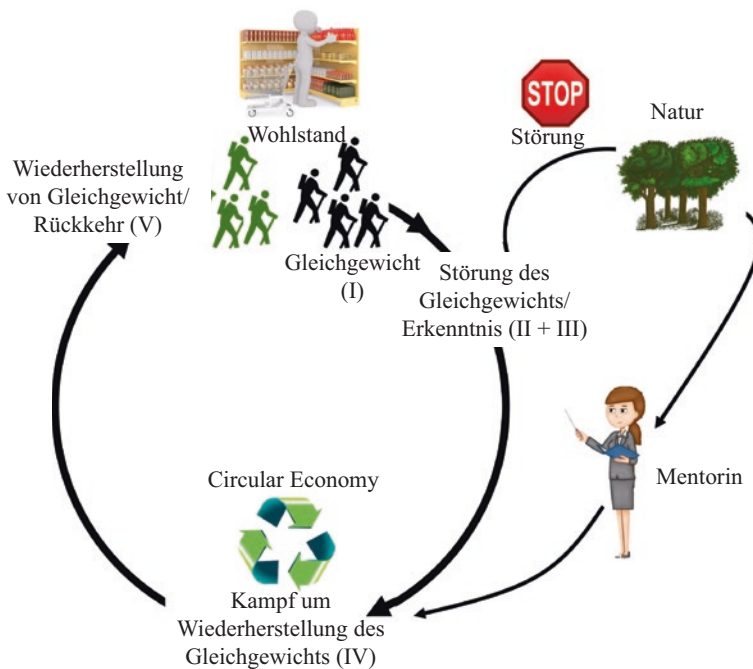 Wohlstand
STOP
Störung
Natur
Wiederherstellung
von Gleichgewicht/
Rückkehr (V)
Gleichgewicht
(I)
Störung des
Gleichgewichts/
Erkenntnis (II + III)
Mentorin
Circular Economy
Kampf um
Wiederherstellung des
Gleichgewichts (IV)